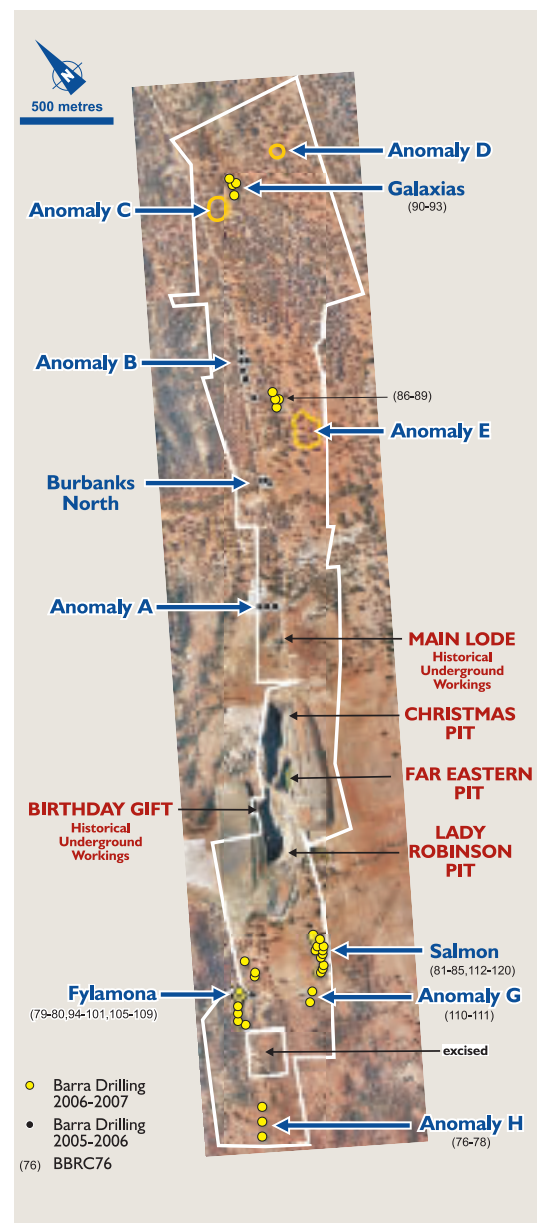 N
500 metres
Anomaly D
Galaxias
(90-93)
Anomaly C
Anomaly B
(86-89)
Anomaly E
Burbanks
North
Anomaly A
MAIN LODE
Historical
Underground
Workings
CHRISTMAS
PIT
FAR EASTERN
PIT
BIRTHDAY GIFT
Historical
Underground
Workings
LADY
ROBINSON
PIT
Salmon
(81-85,112-120)
Fylamona
(79-80,94-101,105-109)
Anomaly G
(110-111)
excised
Barra Drilling
2006-2007
Barra Drilling
2005-2006
(76) BBRC76
Anomaly H
(76-78)